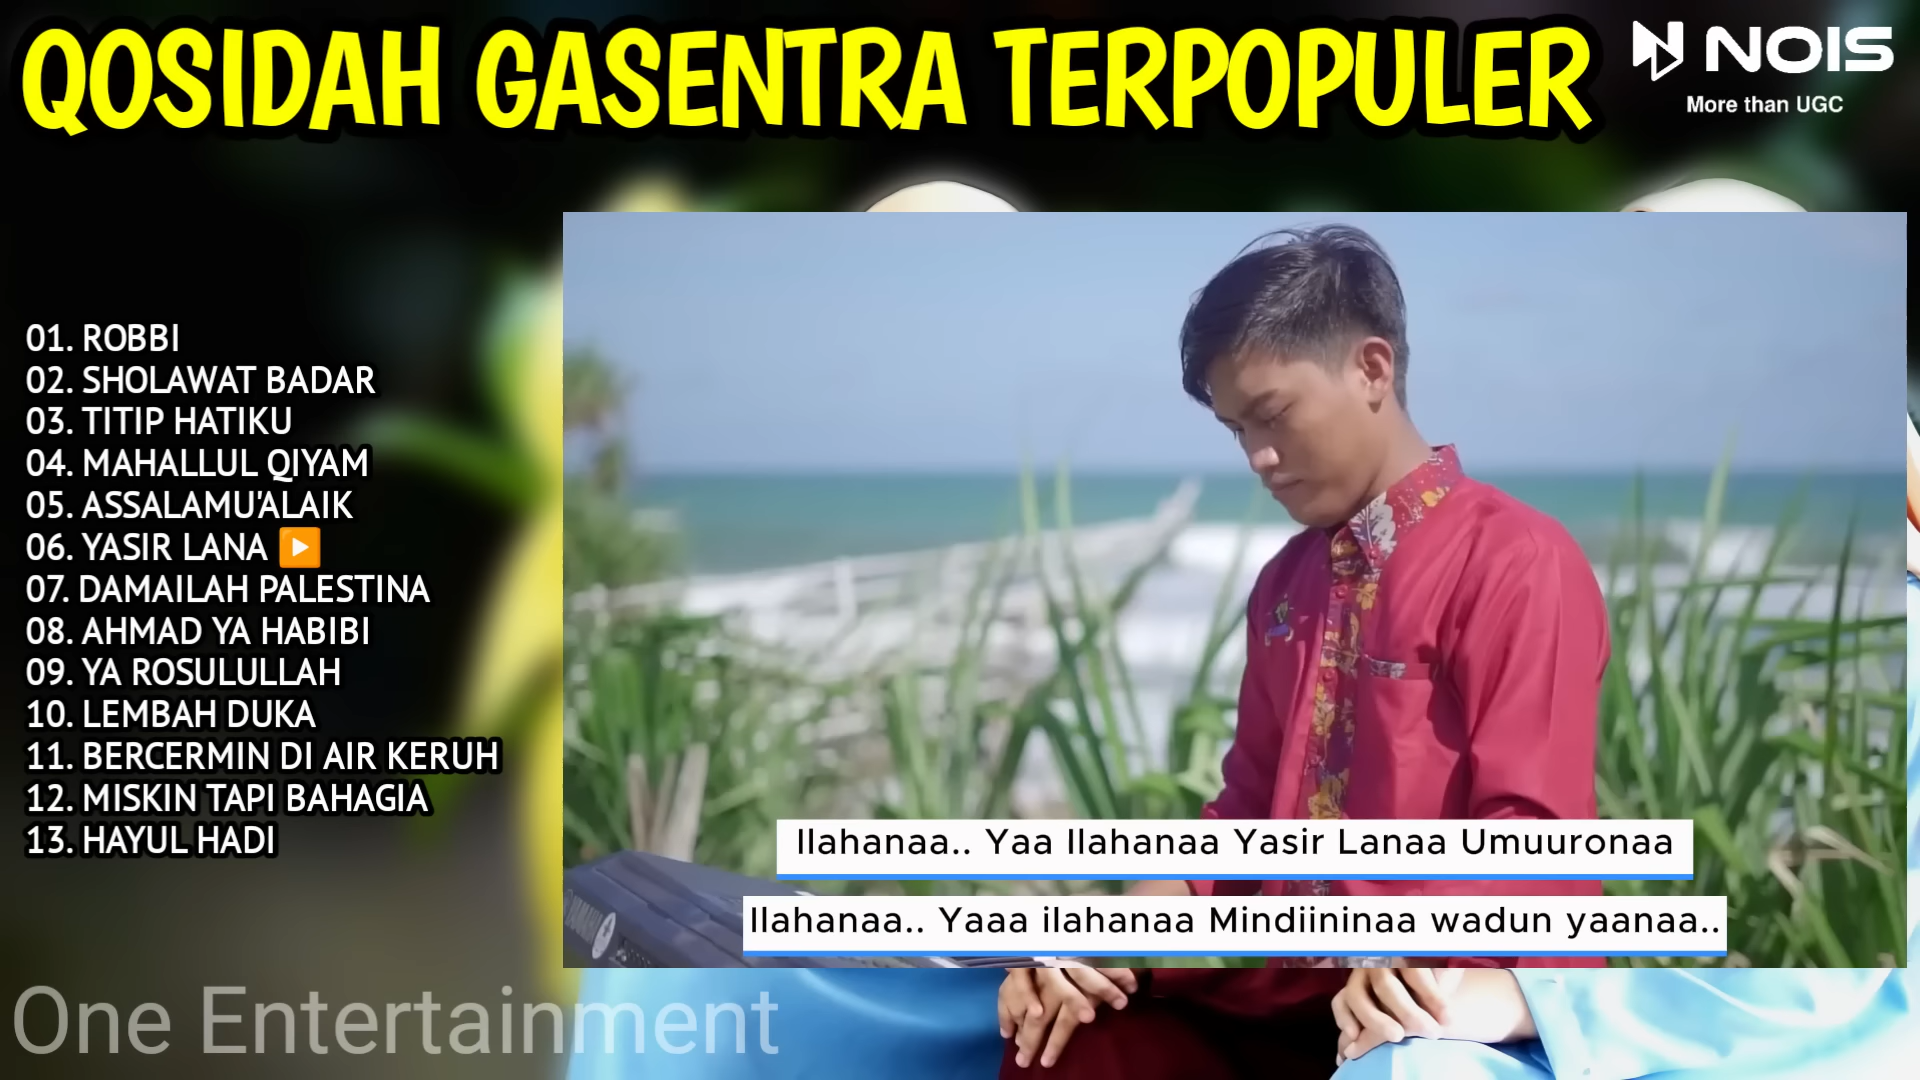 QOSIDAH GASENTRA TERPOPULER
NOIS
More than UGC
01. ROBBI
02. SHOLAWAT BADAR
03. TITIP HATIKU
04. MAHALLUL QIYAM
05. ASSALAMU'ALAIK
06. YASIR LANA ▶️
07. DAMAILAH PALESTINA
08. AHMAD YA HABIBI
09. YA ROSULULLAH
10. LEMBAH DUKA
11. BERCERMIN DI AIR KERUH
12. MISKIN TAPI BAHAGIA
13. HAYUL HADI
Ilahanaa.. Yaa Ilahanaa Yasir Lanaa Umuuronaa
Ilahanaa.. Yaaa ilahanaa Mindiininaa wadun yaanaa..
YAMAHA
One Entertainment